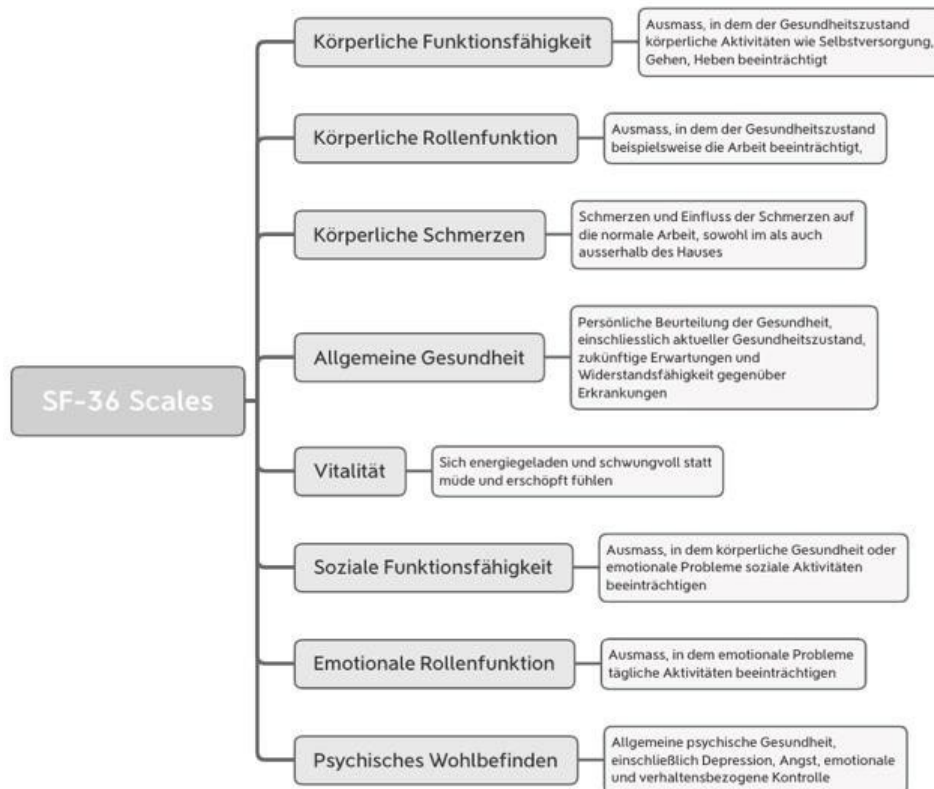 Körperliche Funktionsfähigkeit
Ausmass, in dem der Gesundheitszustand
körperliche Aktivitäten wie Selbstversorgung,
Gehen, Heben beeinträchtigt
Körperliche Rollenfunktion
Ausmass, in dem der Gesundheitszustand
beispielsweise die Arbeit beeinträchtigt,
Körperliche Schmerzen
Schmerzen und Einfluss der Schmerzen auf
die normale Arbeit, sowohl im als auch
ausserhalb des Hauses
Allgemeine Gesundheit
Persönliche Beurteilung der Gesundheit,
einschliesslich aktueller Gesundheitszustand,
zukünftige Erwartungen und
Widerstandsfähigkeit gegenüber
Erkrankungen
SF-36 Scales
Vitalität
Sich energiegeladen und schwungvoll statt
müde und erschöpft fühlen
Soziale Funktionsfähigkeit
Ausmass, in dem körperliche Gesundheit oder
emotionale Probleme soziale Aktivitäten
beeinträchtigen
Emotionale Rollenfunktion
Ausmass, in dem emotionale Probleme
tägliche Aktivitäten beeinträchtigen
Psychisches Wohlbefinden
Allgemeine psychische Gesundheit,
einschließlich Depression, Angst, emotionale
und verhaltensbezogene Kontrolle